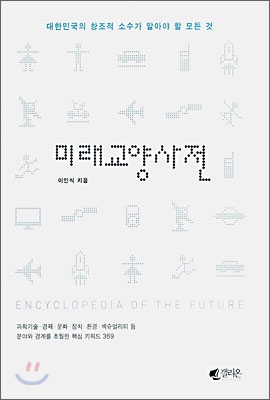 대한민국의 창조적 소수가 알아야 할 모든 것
미래교양사전
이인식 지음
ENCYCLOPEDIA OF THE FUTURE
과학기술·경제·문화·정치·환경·섹슈얼리티 등
분야와 경계를 초월한 핵심 키워드 369
갤리온
YES24